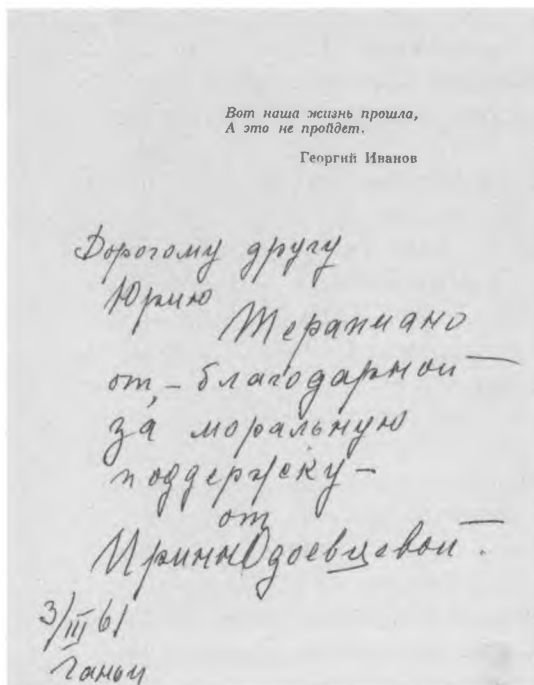 Вот наша жизнь прошла,
А это не пройдет.
Георгий Иванов
Дорогому другу
Юрию
Терапиано
от, – благодарной
за моральную
поддержку –
от
Ирины Одоевцевой.
3/III 61
Ганьи